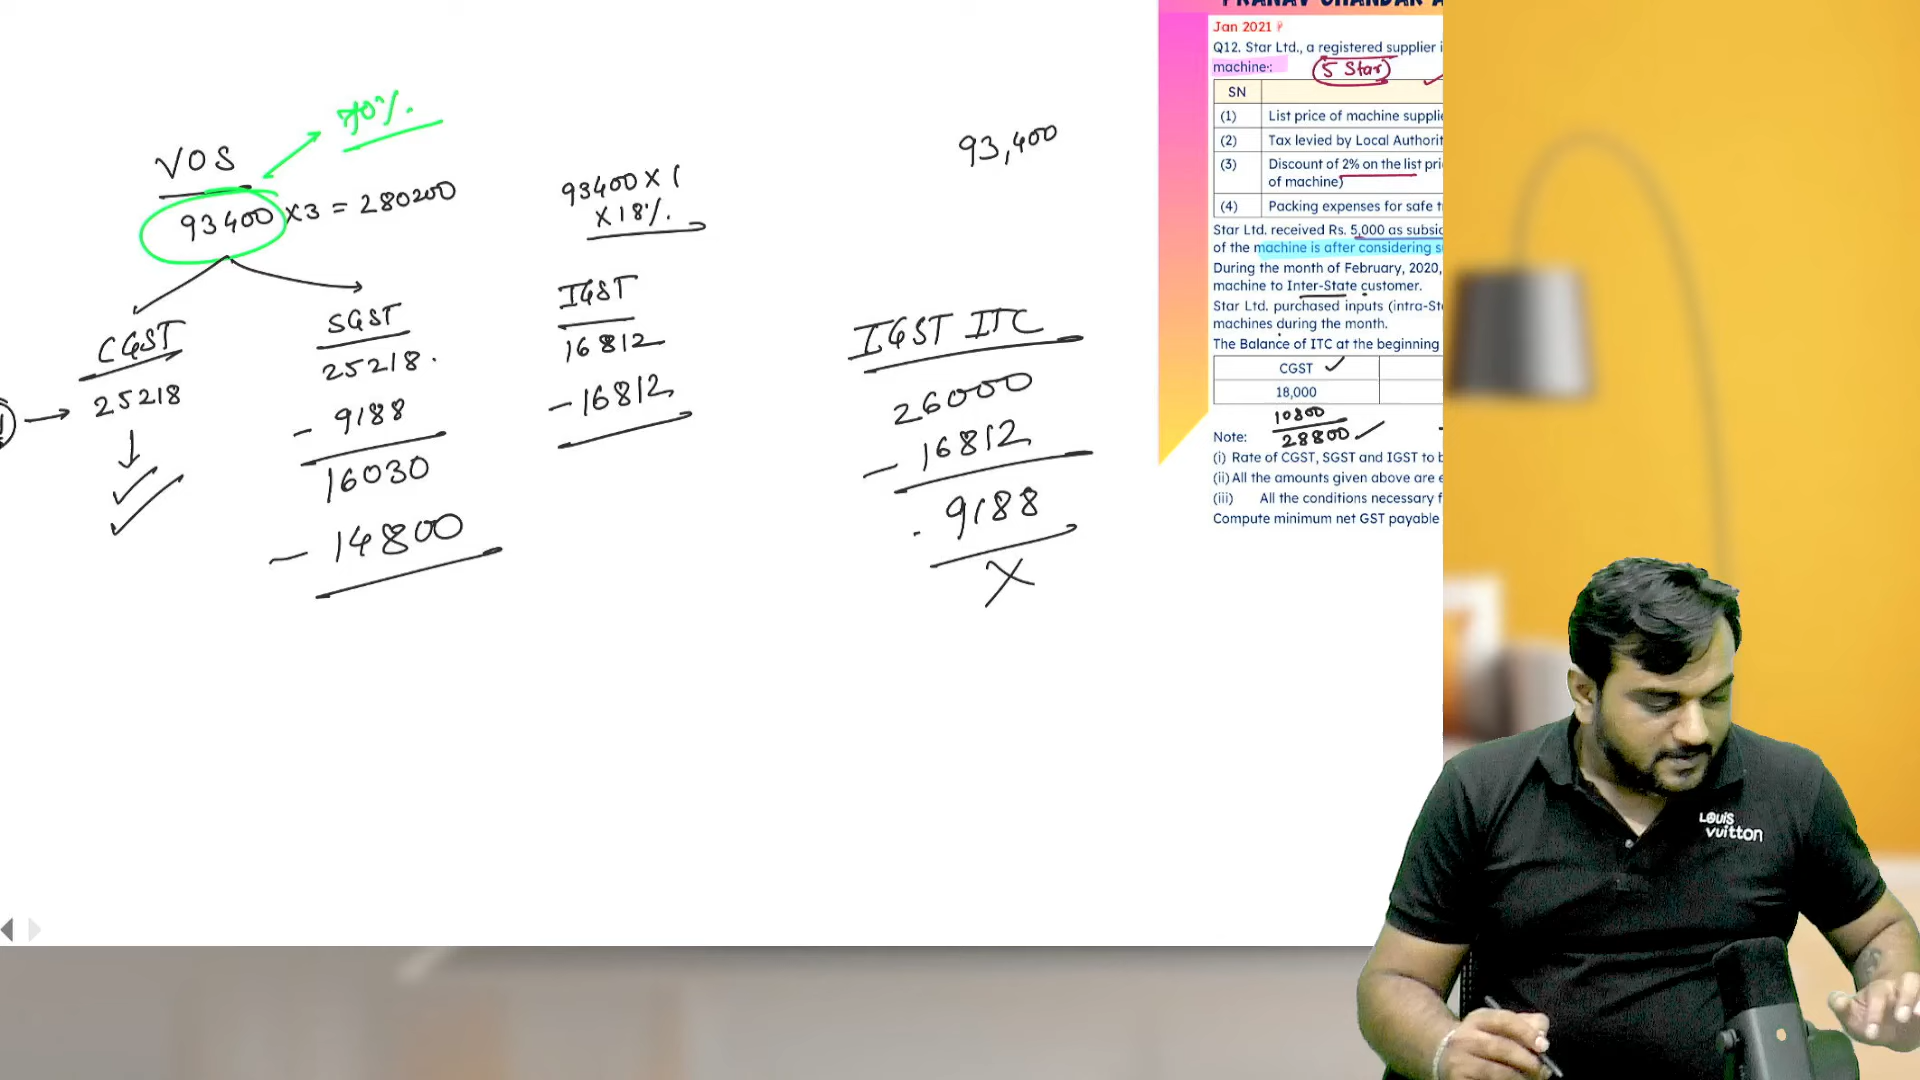 VOS
93400 X3 = 280200
CGST
25218
SGST
25218.
- 9188
16030
- 14800
93400 X 1
X 18%.
IGST
16812
- 16812
93,400
IGST ITC
26000
- 16812
9188
X
Jan 2021
Q12. Star Ltd., a registered supplier i
machine:
5 Star
SN
(1) List price of machine supplie
(2) Tax levied by Local Authorit
(3) Discount of 2% on the list pri
of machine)
(4) Packing expenses for safe t
Star Ltd. received Rs. 5,000 as subsid
of the machine is after considering s
During the month of February, 2020,
machine to Inter-State customer.
Star Ltd. purchased inputs (intra-St
machines during the month.
The Balance of ITC at the beginning
CGST
18,000
10800
28800
Note:
(i) Rate of CGST, SGST and IGST to b
(ii) All the amounts given above are e
(iii) All the conditions necessary f
Compute minimum net GST payable
Louis
vuitton